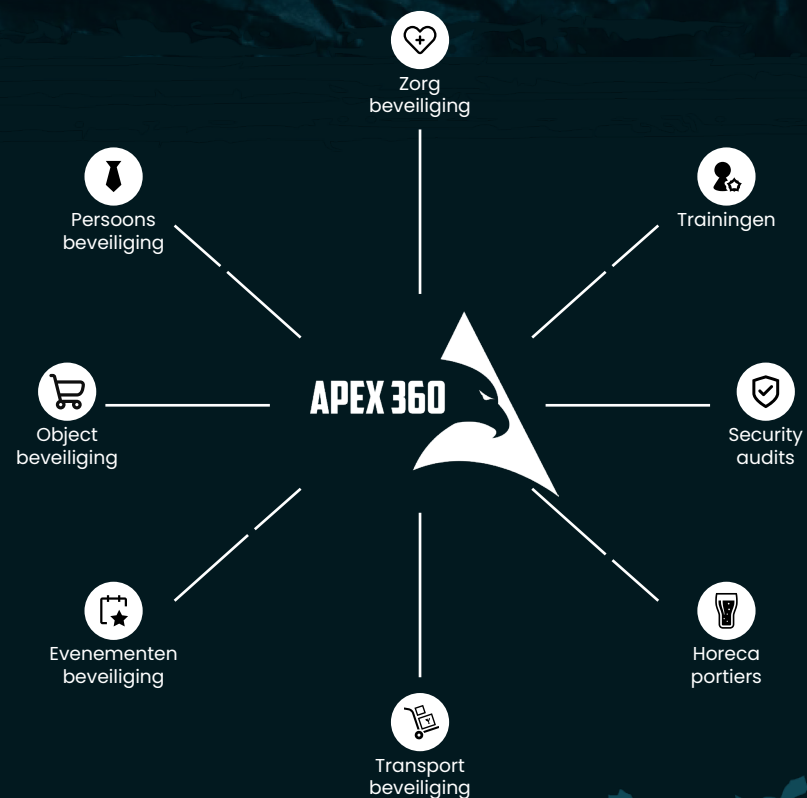 Zorg
beveiliging
Persoons
beveiliging
Trainingen
APEX 360
Object
beveiliging
Security
audits
Evenementen
beveiliging
Horeca
portiers
Transport
beveiliging